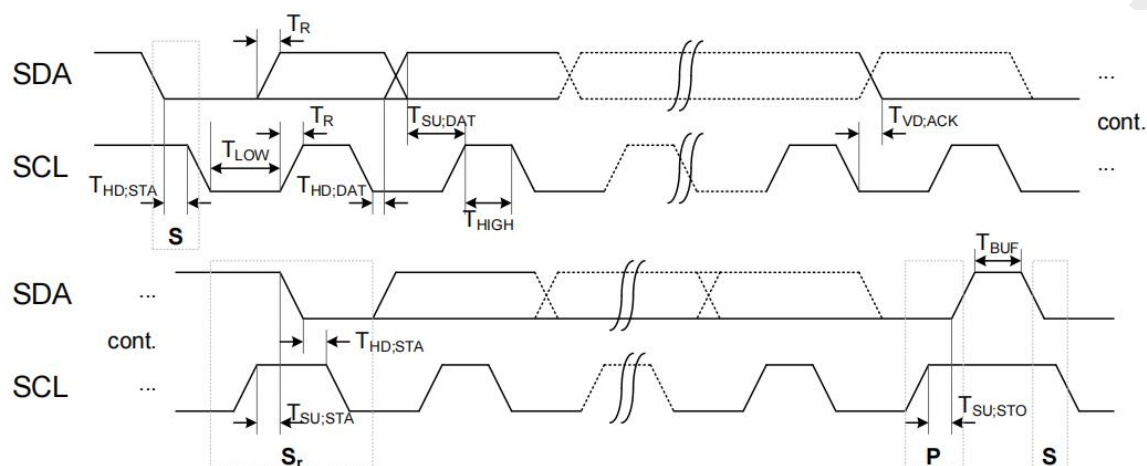 T_R
SDA ...
T_SU;DAT T_VD;ACK
T_R cont.
T_LOW
SCL ...
T_HD;STA T_HD;DAT
T_HIGH
S
T_BUF
SDA ...
cont. T_HD;STA
SCL ...
T_SU;STA T_SU;STO
S_r P S